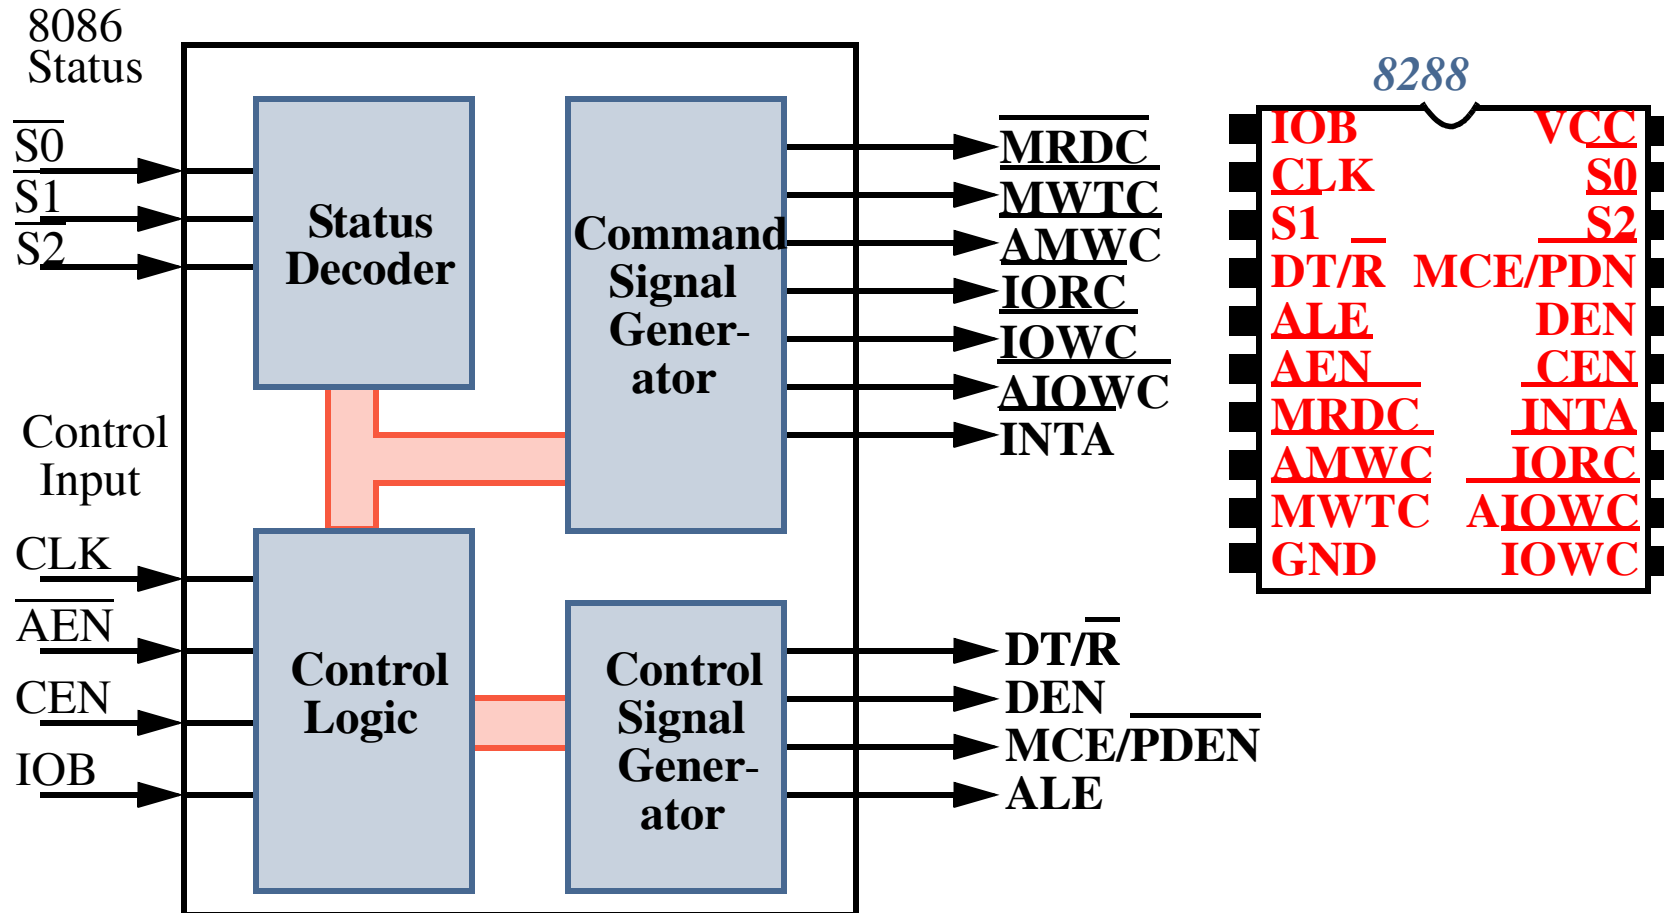 8086
Status
S0
S1
S2
Status
Decoder
Command
Signal
Gener-
ator
MRDC
MWTC
AMWC
IORC
IOWC
AIOWC
INTA
Control
Input
CLK
AEN
CEN
IOB
Control
Logic
Control
Signal
Gener-
ator
DT/R
DEN
MCE/PDEN
ALE
8288
IOB VCC
CLK S0
S1 S2
DT/R MCE/PDN
ALE DEN
AEN CEN
MRDC INTA
AMWC IORC
MWTC AIOWC
GND IOWC